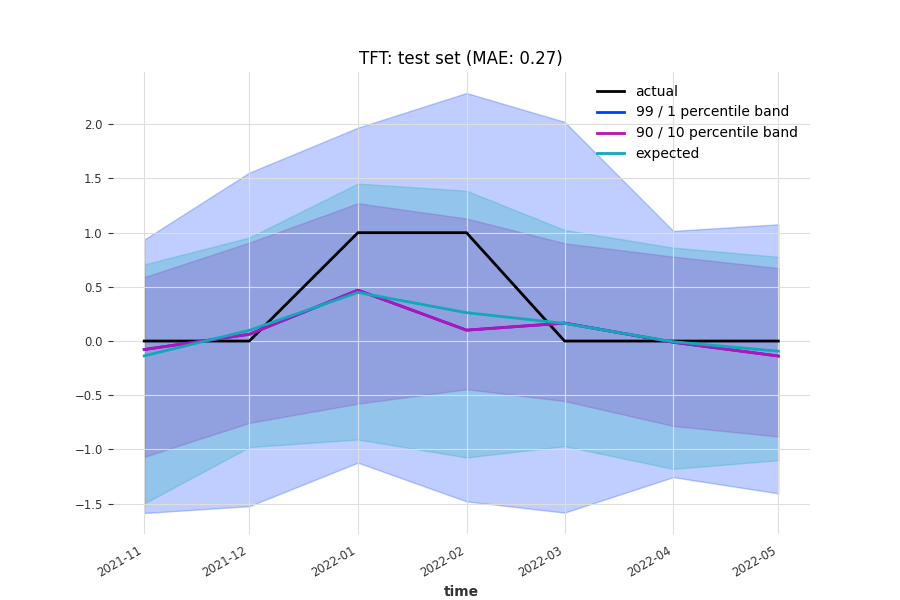 TFT: test set (MAE: 0.27)
actual
99 / 1 percentile band
90 / 10 percentile band
expected
2.0
1.5
1.0
0.5
0.0
−0.5
−1.0
−1.5
2021-11
2021-12
2022-01
2022-02
2022-03
2022-04
2022-05
time